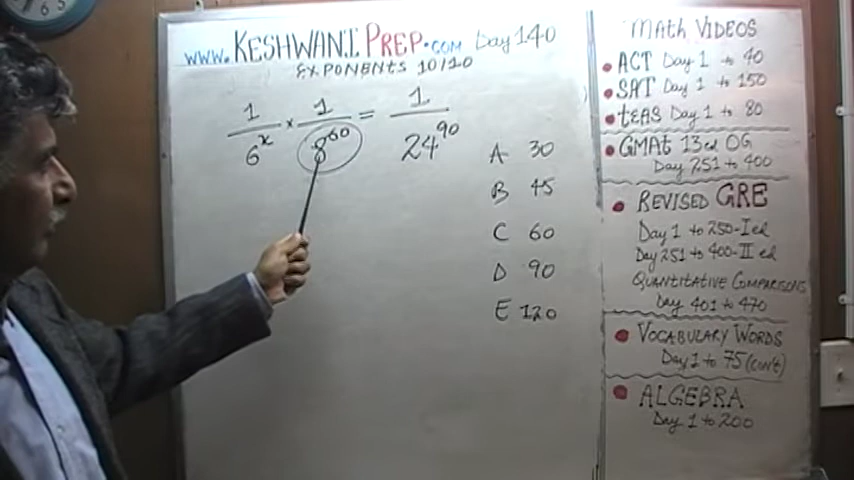 www.KESHWANI PREP.COM Day 140
EXPONENTS 10/10
1/6^x × 1/8^60 = 1/24^90
A 30
B 45
C 60
D 90
E 120
MATH VIDEOS
ACT Day 1 to 40
SAT Day 1 to 150
tEAS Day 1 to 80
GMAt 13ed OG
Day 251 to 400
REVISED GRE
Day 1 to 250-I ed
Day 251 to 400-II ed
QUANTITATIVE COMPARISONS
Day 401 to 470
VOCABULARY WORDS
Day 1 to 75 (con't)
ALGEBRA
Day 1 to 200